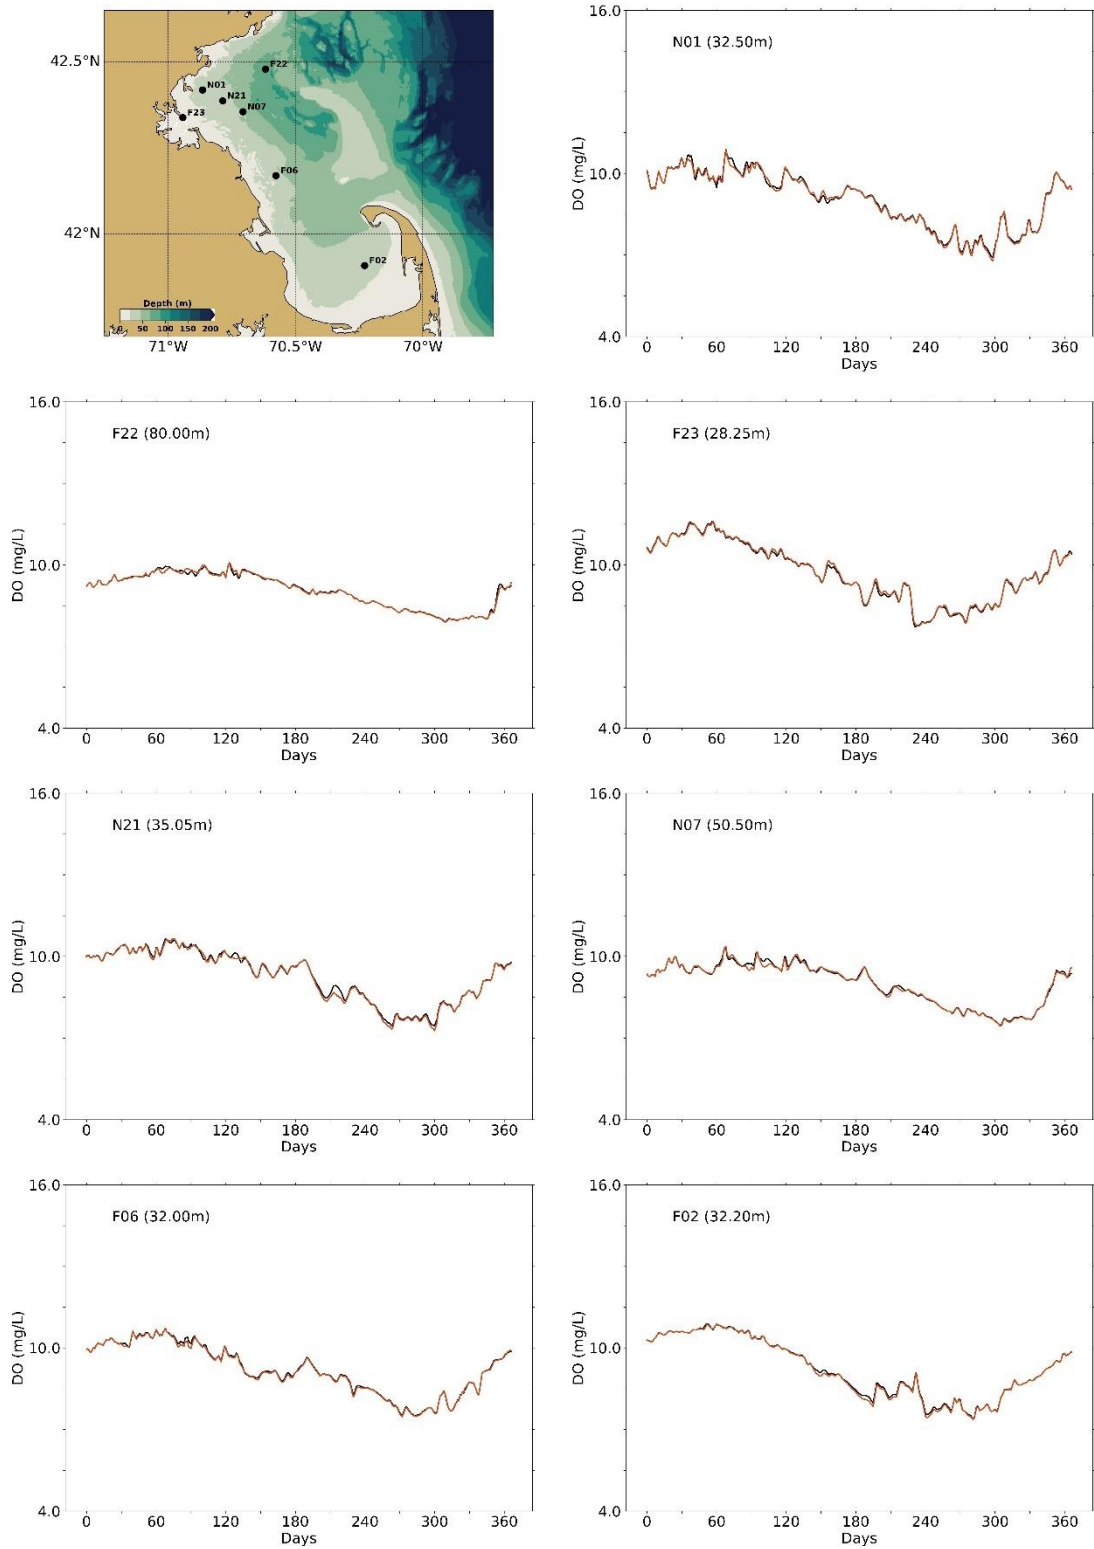 42.5°N
42°N
71°W
70.5°W
70°W
F22
N01
N21
N07
F23
F06
F02
Depth (m)
0 50 100 150 200
N01 (32.50m)
16.0
10.0
4.0
DO (mg/L)
0 60 120 180 240 300 360
Days
F22 (80.00m)
16.0
10.0
4.0
DO (mg/L)
0 60 120 180 240 300 360
Days
F23 (28.25m)
16.0
10.0
4.0
DO (mg/L)
0 60 120 180 240 300 360
Days
N21 (35.05m)
16.0
10.0
4.0
DO (mg/L)
0 60 120 180 240 300 360
Days
N07 (50.50m)
16.0
10.0
4.0
DO (mg/L)
0 60 120 180 240 300 360
Days
F06 (32.00m)
16.0
10.0
4.0
DO (mg/L)
0 60 120 180 240 300 360
Days
F02 (32.20m)
16.0
10.0
4.0
DO (mg/L)
0 60 120 180 240 300 360
Days